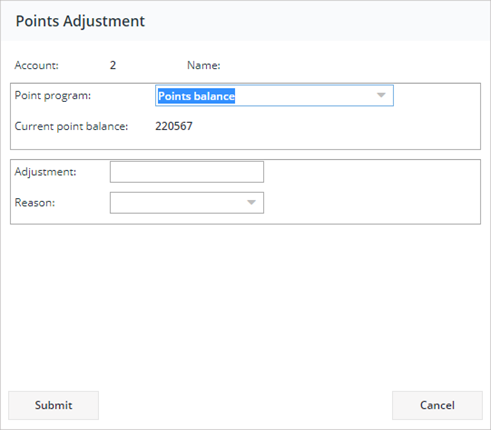 Points Adjustment
Account: 2 Name:
Point program: Points balance
Current point balance: 220567
Adjustment:
Reason:
Submit Cancel